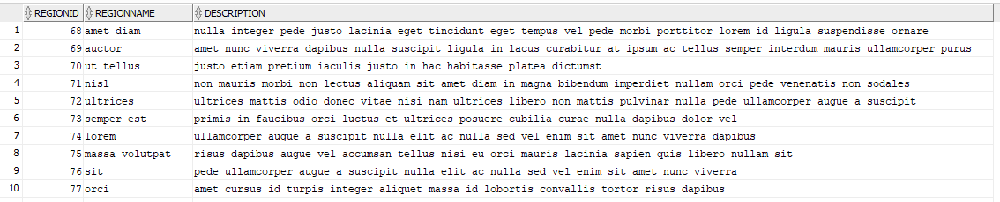 REGIONID REGIONNAME DESCRIPTION
1 68 amet diam nulla integer pede justo lacinia eget tincidunt eget tempus vel pede morbi porttitor lorem id ligula suspendisse ornare
2 69 auctor amet nunc viverra dapibus nulla suscipit ligula in lacus curabitur at ipsum ac tellus semper interdum mauris ullamcorper purus
3 70 ut tellus justo etiam pretium iaculis justo in hac habitasse platea dictumst
4 71 nisl non mauris morbi non lectus aliquam sit amet diam in magna bibendum imperdiet nullam orci pede venenatis non sodales
5 72 ultrices ultrices mattis odio donec vitae nisi nam ultrices libero non mattis pulvinar nulla pede ullamcorper augue a suscipit
6 73 semper est primis in faucibus orci luctus et ultrices posuere cubilia curae nulla dapibus dolor vel
7 74 lorem ullamcorper augue a suscipit nulla elit ac nulla sed vel enim sit amet nunc viverra dapibus
8 75 massa volutpat risus dapibus augue vel accumsan tellus nisi eu orci mauris lacinia sapien quis libero nullam sit
9 76 sit pede ullamcorper augue a suscipit nulla elit ac nulla sed vel enim sit amet nunc viverra
10 77 orci amet cursus id turpis integer aliquet massa id lobortis convallis tortor risus dapibus